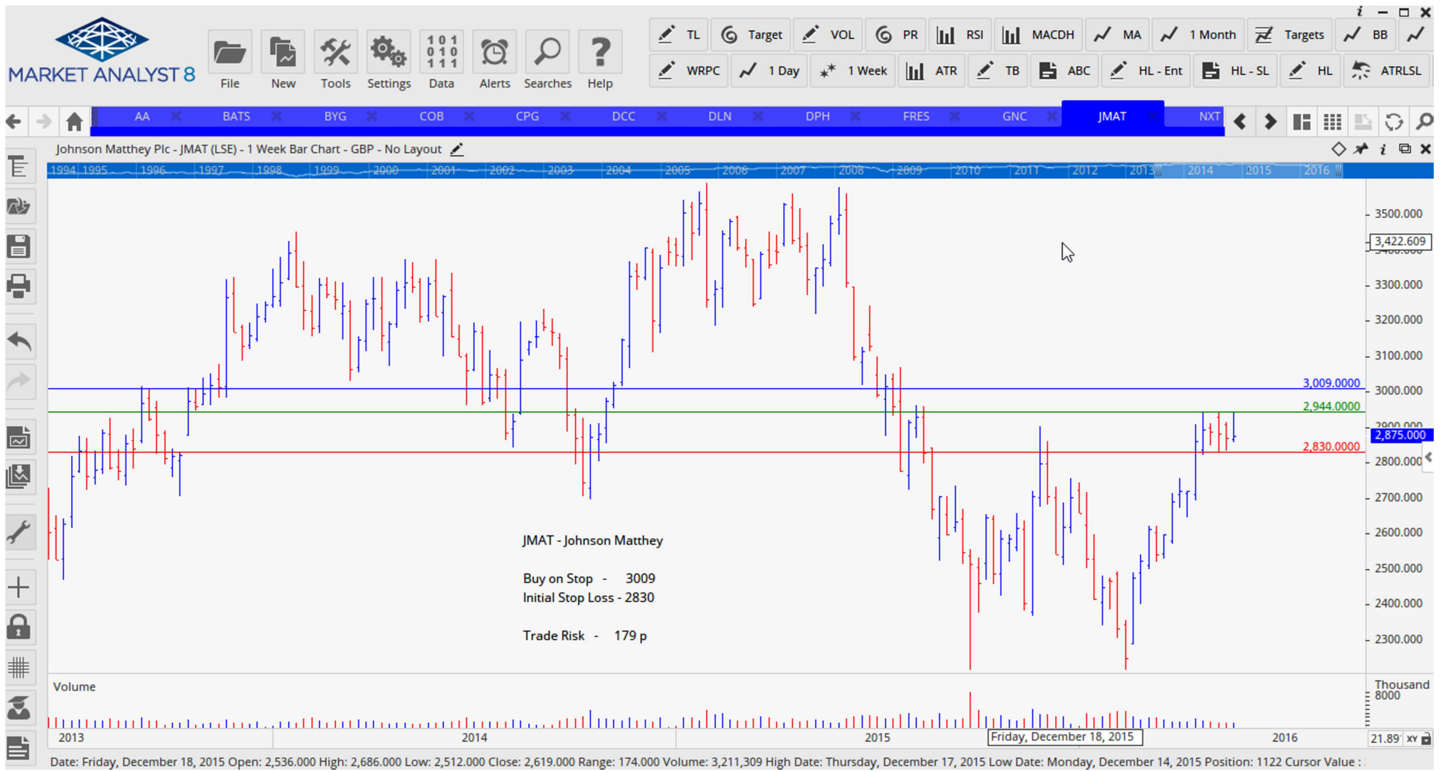 MARKET ANALYST 8
File New Tools Settings Data Alerts Searches Help
TL Target VOL PR RSI MACDH MA 1 Month Targets BB
WRPC 1 Day 1 Week ATR TB ABC HL - Ent HL - SL HL ATRLSL
AA BATS BYG COB CPG DCC DLN DPH FRES GNC JMAT NXT
Johnson Matthey Plc - JMAT (LSE) - 1 Week Bar Chart - GBP - No Layout
1994 1995 1996 1997 1998 1999 2000 2001 2002 2003 2004 2005 2006 2007 2008 2009 2010 2011 2012 2013 2014 2015 2016
3500.000
3,422.609
3400.000
3300.000
3200.000
3100.000
3,009.0000
3000.000
2,944.0000
2900.000
2,875.000
2,830.0000
2800.000
2700.000
2600.000
2500.000
2400.000
2300.000
JMAT - Johnson Matthey
Buy on Stop - 3009
Initial Stop Loss - 2830
Trade Risk - 179 p
Volume
Thousand
8000
2013 2014 2015 Friday, December 18, 2015 2016 21.89 XY
Date: Friday, December 18, 2015 Open: 2,536.000 High: 2,686.000 Low: 2,512.000 Close: 2,619.000 Range: 174.000 Volume: 3,211,309 High Date: Thursday, December 17, 2015 Low Date: Monday, December 14, 2015 Position: 1122 Cursor Value :